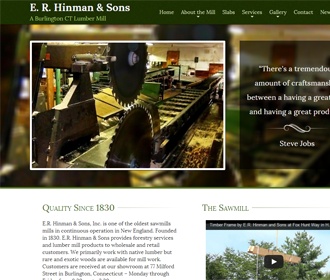 E. R. Hinman & Sons
A Burlington CT Lumber Mill
Home About the Mill Slabs Services Gallery Contact
"There's a tremendou
amount of craftsmans
between a having a great
and having a great produ
Steve Jobs
Quality Since 1830
E.R. Hinman & Sons, Inc. is one of the oldest sawmills
mills in continuous operation in New England. Founded
in 1830, E.R. Hinman & Sons provides forestry services
and lumber mill products to wholesale and retail
customers. We primarily work with native lumber but
rare and exotic woods are available for mill work.
Customers are received at our showroom at 77 Milford
Street in Burlington, Connecticut – Monday through
The Sawmill
Timber Frame by E. R. Hinman and Sons at Fox Hunt Way in H